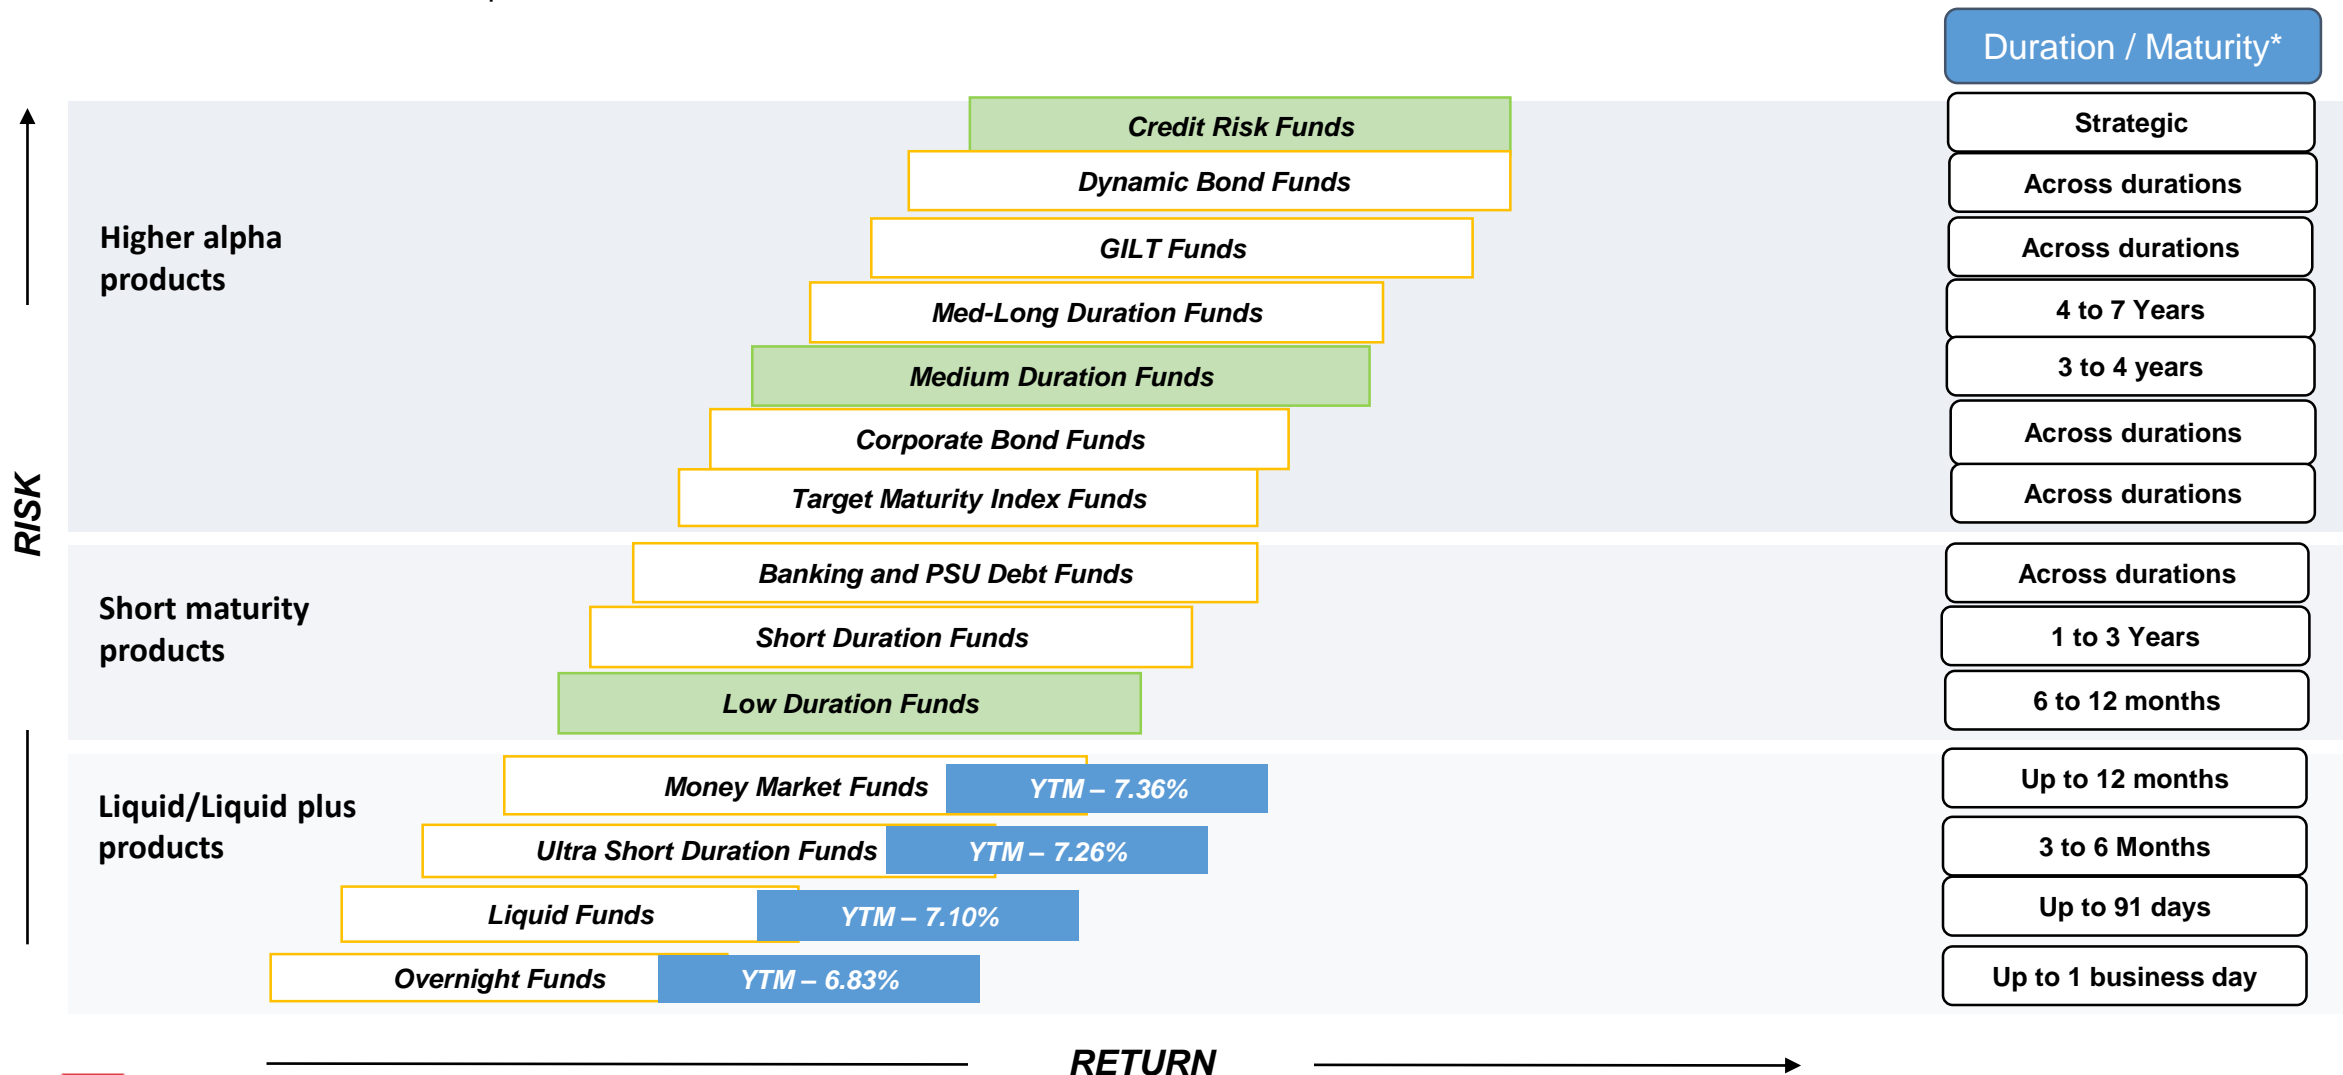 Duration / Maturity*
Credit Risk Funds
Strategic
Dynamic Bond Funds
Across durations
Higher alpha
products
GILT Funds
Across durations
Med-Long Duration Funds
4 to 7 Years
Medium Duration Funds
3 to 4 years
Corporate Bond Funds
Across durations
Target Maturity Index Funds
Across durations
RISK
Banking and PSU Debt Funds
Across durations
Short maturity
products
Short Duration Funds
1 to 3 Years
Low Duration Funds
6 to 12 months
Liquid/Liquid plus
products
Money Market Funds
YTM – 7.36%
Up to 12 months
Ultra Short Duration Funds
YTM – 7.26%
3 to 6 Months
Liquid Funds
YTM – 7.10%
Up to 91 days
Overnight Funds
YTM – 6.83%
Up to 1 business day
RETURN